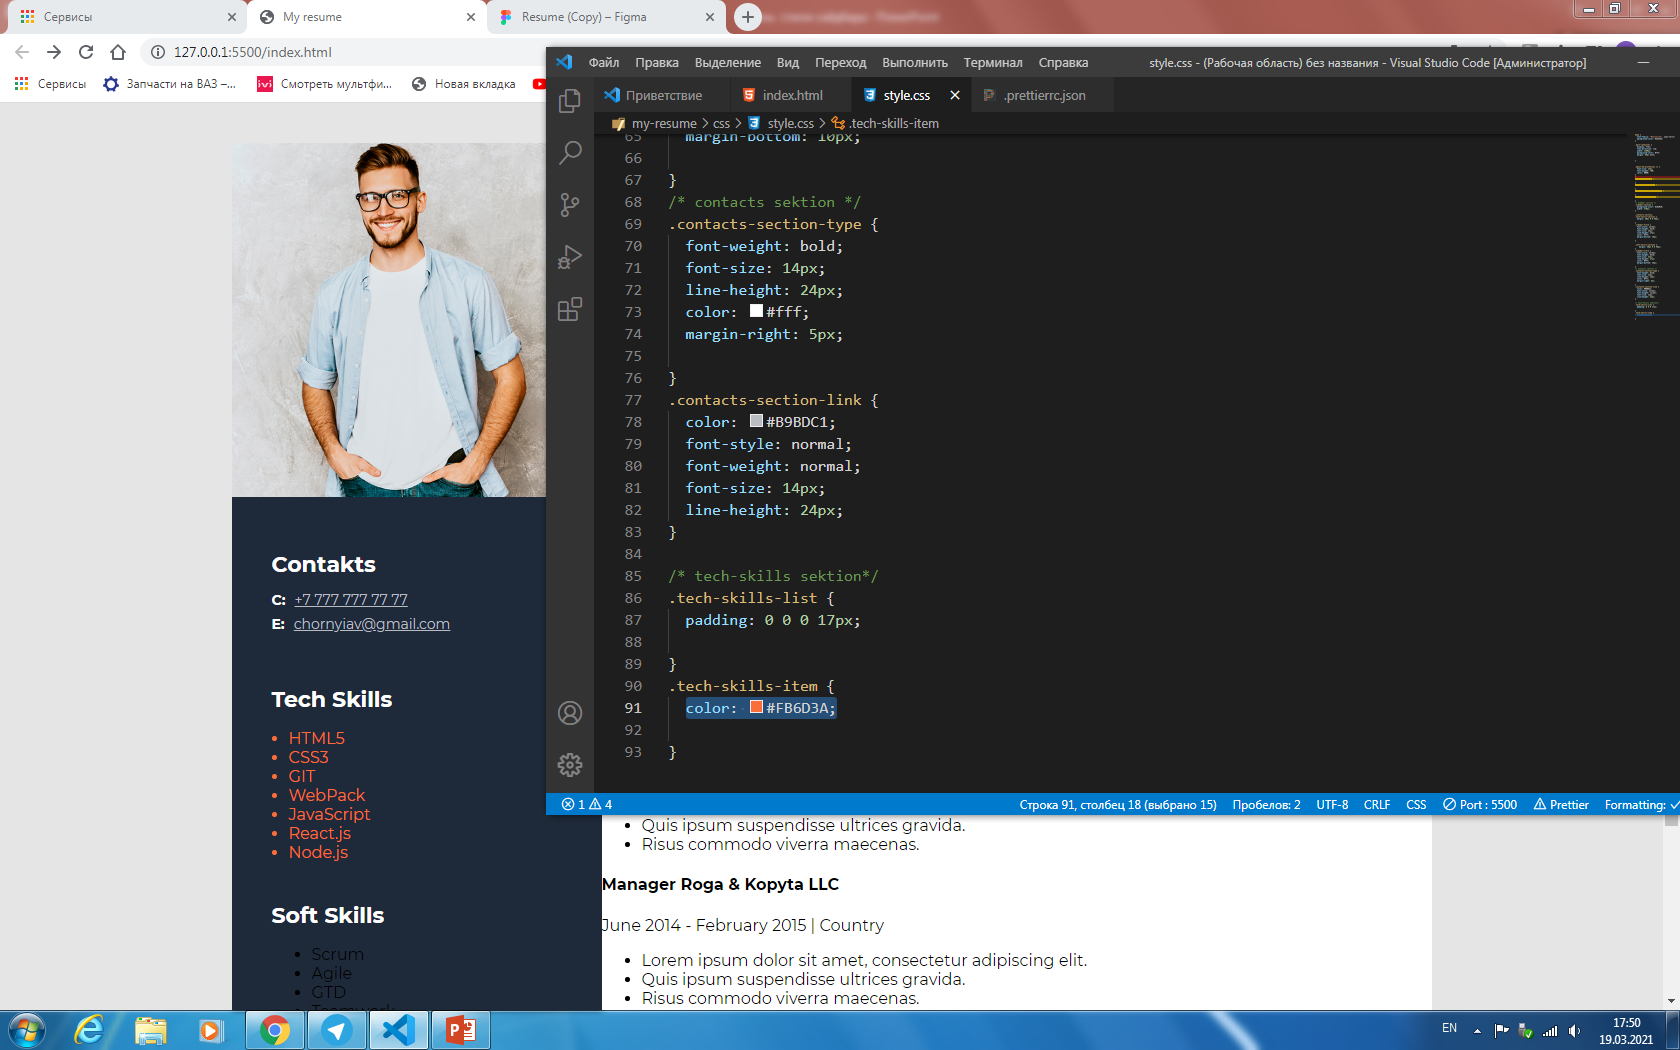 Сервисы
My resume
Resume (Copy) – Figma
PowerPoint
127.0.0.1:5500/index.html
Сервисы
Запчасти на ВАЗ –...
ivi
Смотреть мультфи...
Новая вкладка
Файл Правка Выделение Вид Переход Выполнить Терминал Справка
style.css - (Рабочая область) без названия - Visual Studio Code [Администратор]
Приветствие
index.html
style.css
.prettierrc.json
my-resume > css > style.css > .tech-skills-item
65 margin-bottom: 10px;
66
67 }
68 /* contacts sektion */
69 .contacts-section-type {
70 font-weight: bold;
71 font-size: 14px;
72 line-height: 24px;
73 color: #fff;
74 margin-right: 5px;
75
76 }
77 .contacts-section-link {
78 color: #B9BDC1;
79 font-style: normal;
80 font-weight: normal;
81 font-size: 14px;
82 line-height: 24px;
83 }
84
85 /* tech-skills sektion*/
86 .tech-skills-list {
87 padding: 0 0 0 17px;
88
89 }
90 .tech-skills-item {
91 color: #FB6D3A;
92
93 }
1 4
Строка 91, столбец 18 (выбрано 15)
Пробелов: 2
UTF-8
CRLF
CSS
Port : 5500
Prettier
Formatting: ✓
Contakts
C: +7 777 777 77 77
E: chornyiav@gmail.com
Tech Skills
• HTML5
• CSS3
• GIT
• WebPack
• JavaScript
• React.js
• Node.js
Soft Skills
• Scrum
• Agile
• GTD
• Teamwork
• Quis ipsum suspendisse ultrices gravida.
• Risus commodo viverra maecenas.
Manager Roga & Kopyta LLC
June 2014 - February 2015 | Country
• Lorem ipsum dolor sit amet, consectetur adipiscing elit.
• Quis ipsum suspendisse ultrices gravida.
• Risus commodo viverra maecenas.
EN
17:50
19.03.2021